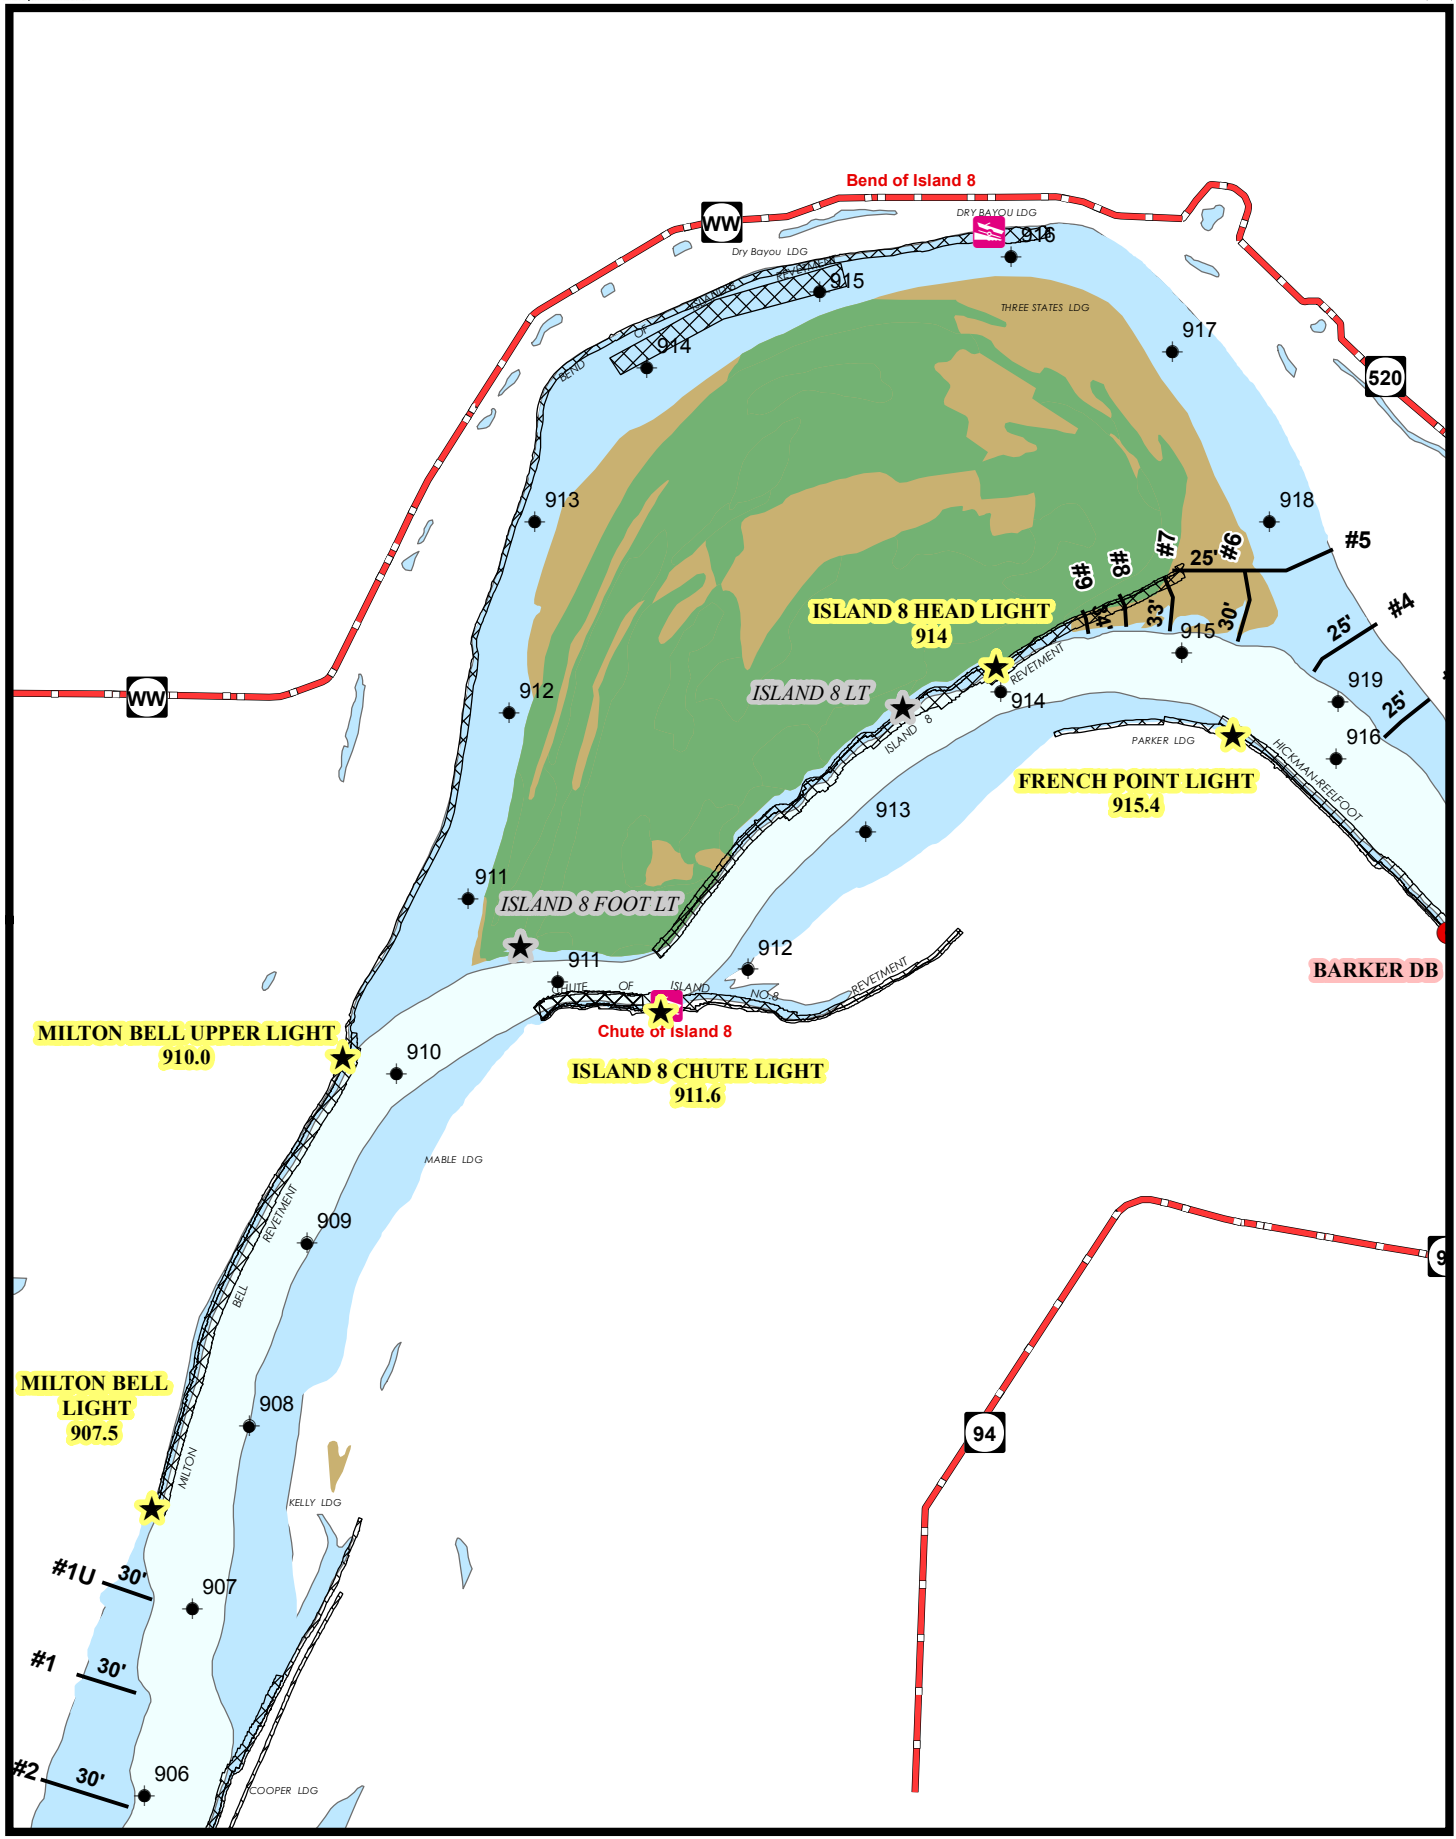 Bend of Island 8
WW
DRY BAYOU LDG
916
Dry Bayou LDG
REVETMENT
915
ISLAND 8
THREE STATES LDG
OF
914
917
BEND
520
913
918
#5
#7
#6
25'
#8
#9
#4
ISLAND 8 HEAD LIGHT
914
33'
30'
25'
915
REVETMENT
WW
912
ISLAND 8 LT
914
919
25'
ISLAND 8
916
PARKER LDG
HICKMAN-REELFOOT
FRENCH POINT LIGHT
915.4
913
911
ISLAND 8 FOOT LT
912
BARKER DB
911
REVETMENT
CHUTE OF ISLAND NO.8
Chute of Island 8
MILTON BELL UPPER LIGHT
910.0
910
ISLAND 8 CHUTE LIGHT
911.6
MABLE LDG
REVETMENT
909
9
BELL
MILTON BELL
LIGHT
907.5
908
94
MILTON
KELLY LDG
#1U
30'
907
#1
30'
#2
30'
906
COOPER LDG